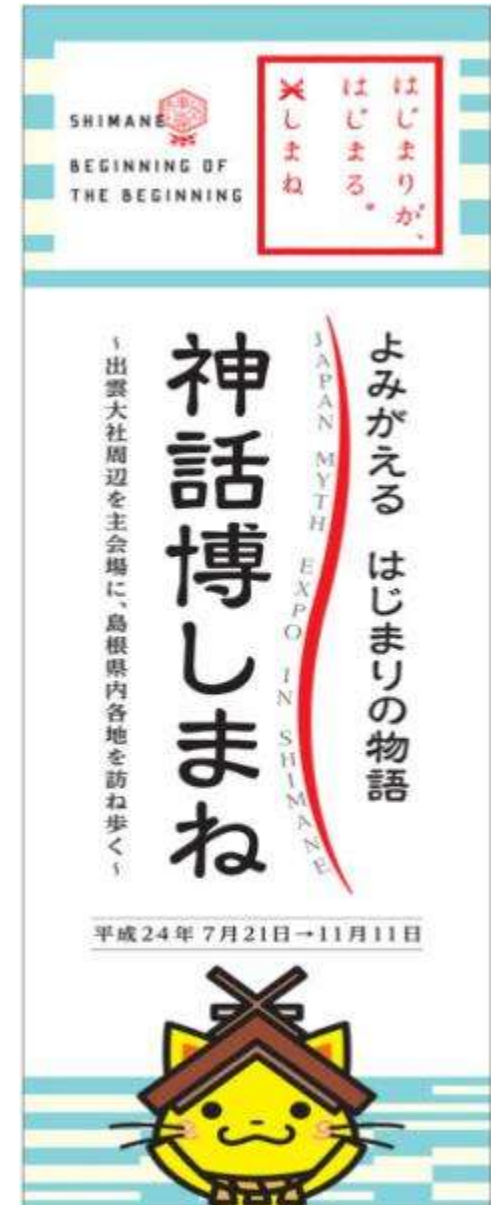 SHIMANE
BEGINNING OF
THE BEGINNING
はじまりが、
はじまる。
しまね
よみがえる はじまりの物語
JAPAN MYTH EXPO IN SHIMANE
神話博しまね
~出雲大社周辺を主会場に、島根県内各地を訪ね歩く~
平成24年 7月21日→11月11日